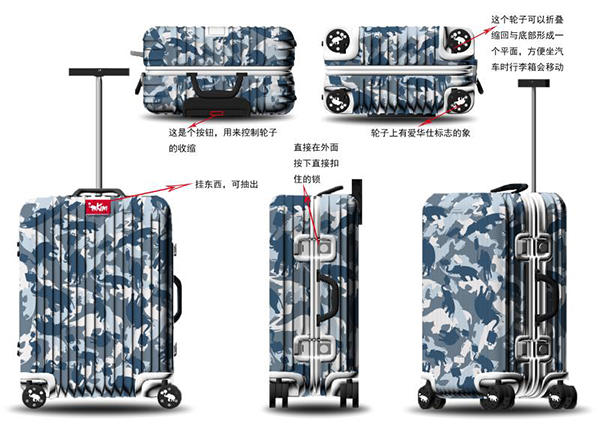 这个轮子可以折叠
缩回与底部形成一
个平面，方便坐汽
车时行李箱会移动
这是个按钮，用来控制轮子
的收缩
轮子上有爱华仕标志的象
直接在外面
按下直接扣
住的锁
挂东西，可抽出